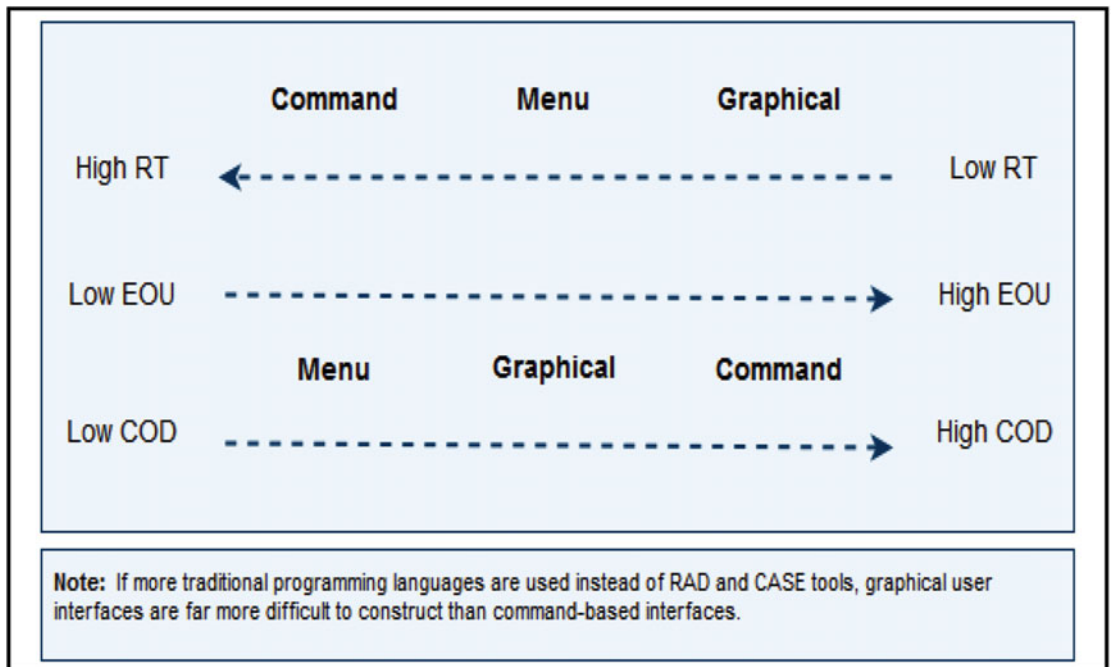 Command Menu Graphical
High RT Low RT
Low EOU High EOU
Menu Graphical Command
Low COD High COD
Note: If more traditional programming languages are used instead of RAD and CASE tools, graphical user
interfaces are far more difficult to construct than command-based interfaces.